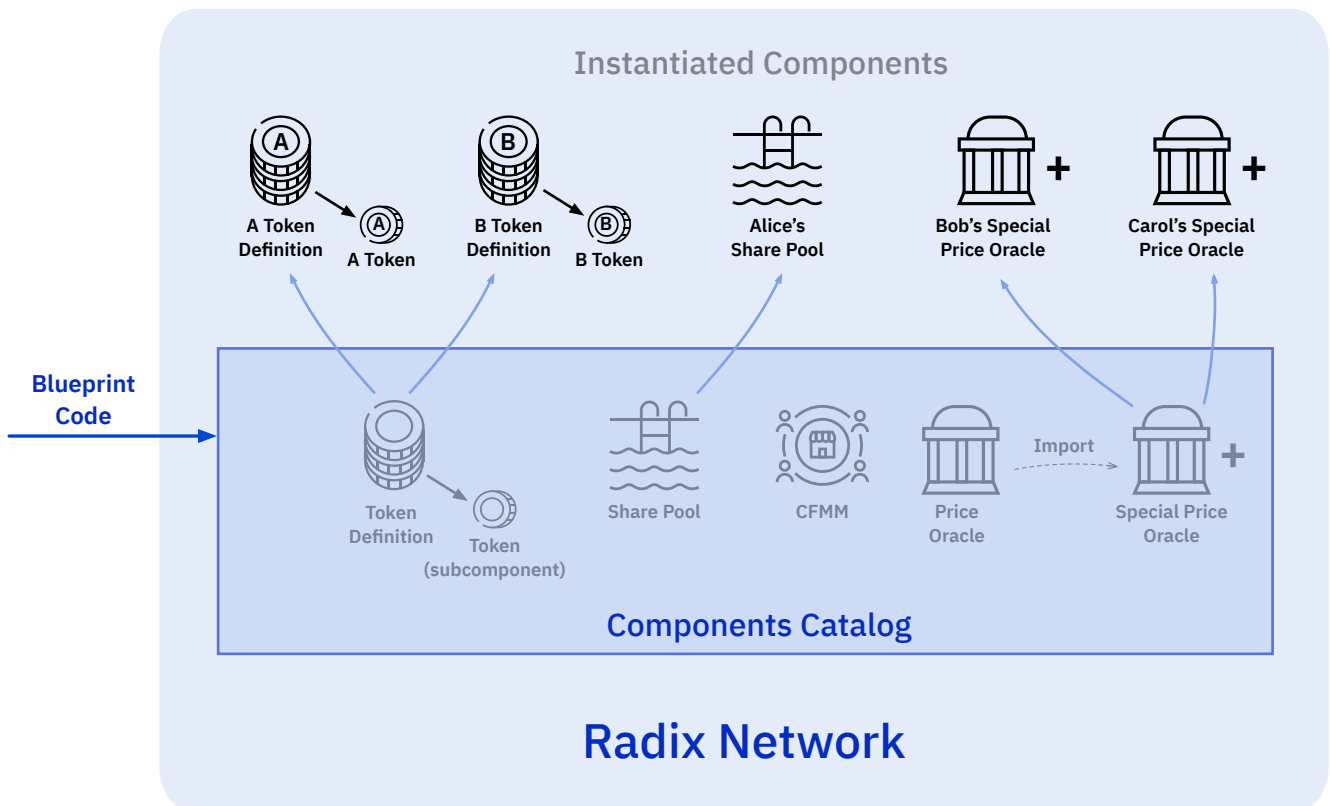 Instantiated Components
A
A Token
Definition
A
A Token
B
B Token
Definition
B
B Token
Alice’s
Share Pool
+
Bob’s Special
Price Oracle
+
Carol’s Special
Price Oracle
Blueprint
Code
Token
Definition
Token
(subcomponent)
Share Pool
CFMM
Price
Oracle
Import
+
Special Price
Oracle
Components Catalog
Radix Network